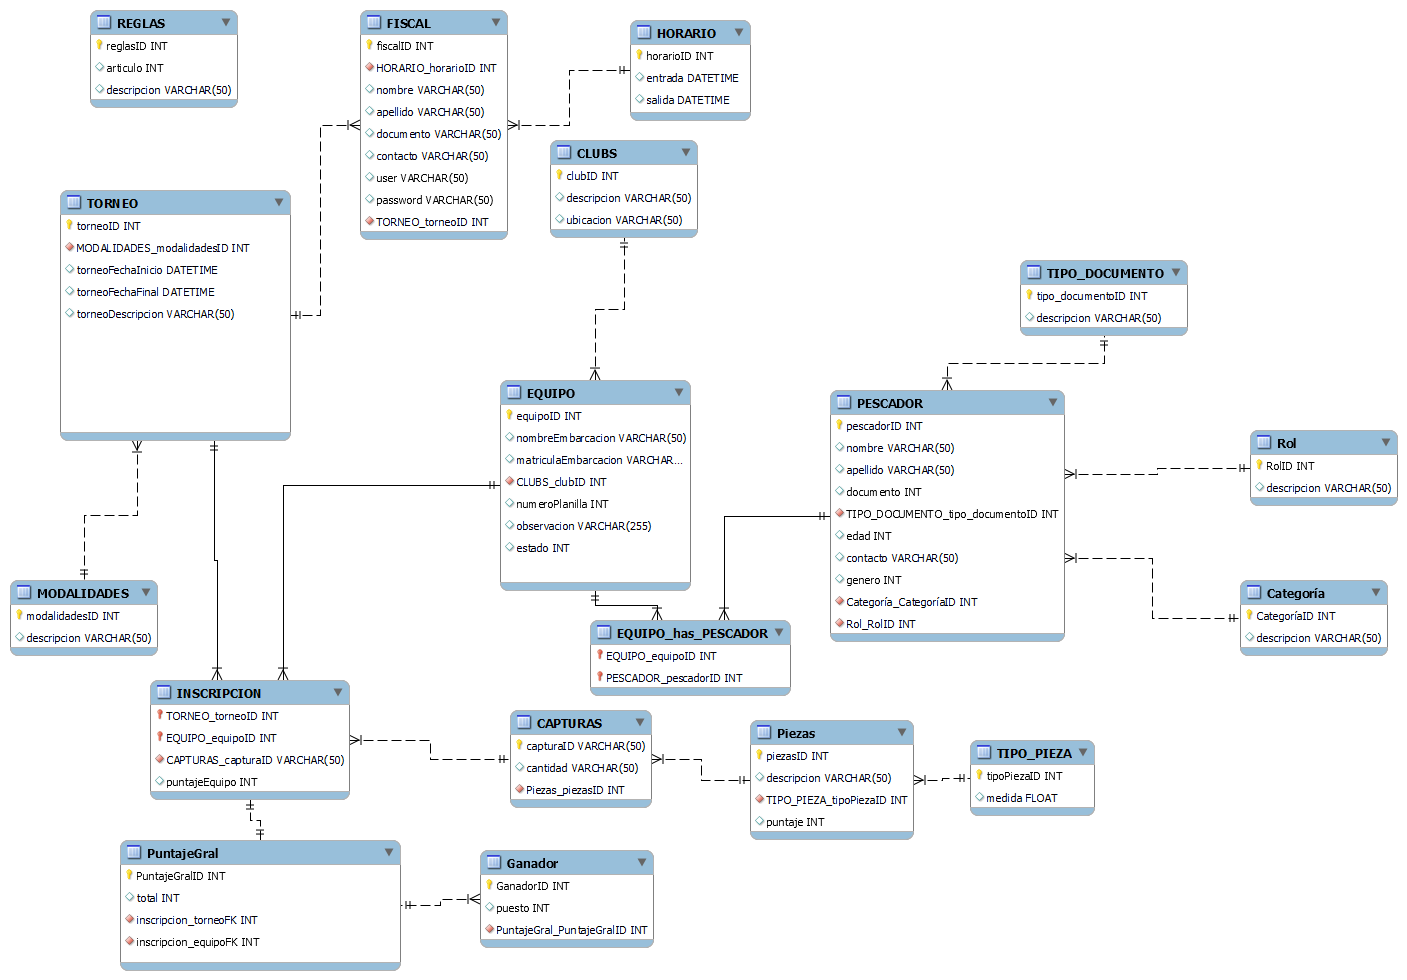 REGLAS
reglasID INT
articulo INT
descripcion VARCHAR(50)
FISCAL
fiscalID INT
HORARIO_horarioID INT
nombre VARCHAR(50)
apellido VARCHAR(50)
documento VARCHAR(50)
contacto VARCHAR(50)
user VARCHAR(50)
password VARCHAR(50)
TORNEO_torneoID INT
HORARIO
horarioID INT
entrada DATETIME
salida DATETIME
CLUBS
clubID INT
descripcion VARCHAR(50)
ubicacion VARCHAR(50)
TORNEO
torneoID INT
MODALIDADES_modalidadesID INT
torneoFechaInicio DATETIME
torneoFechaFinal DATETIME
torneoDescripcion VARCHAR(50)
TIPO_DOCUMENTO
tipo_documentoID INT
descripcion VARCHAR(50)
EQUIPO
equipoID INT
nombreEmbarcacion VARCHAR(50)
matriculaEmbarcacion VARCHAR...
CLUBS_clubID INT
numeroPlanilla INT
observacion VARCHAR(255)
estado INT
PESCADOR
pescadorID INT
nombre VARCHAR(50)
apellido VARCHAR(50)
documento INT
TIPO_DOCUMENTO_tipo_documentoID INT
edad INT
contacto VARCHAR(50)
genero INT
Categoría_CategoríaID INT
Rol_RolID INT
Rol
RolID INT
descripcion VARCHAR(50)
MODALIDADES
modalidadesID INT
descripcion VARCHAR(50)
Categoría
CategoríaID INT
descripcion VARCHAR(50)
EQUIPO_has_PESCADOR
EQUIPO_equipoID INT
PESCADOR_pescadorID INT
INSCRIPCION
TORNEO_torneoID INT
EQUIPO_equipoID INT
CAPTURAS_capturaID VARCHAR(50)
puntajeEquipo INT
CAPTURAS
capturaID VARCHAR(50)
cantidad VARCHAR(50)
Piezas_piezasID INT
Piezas
piezasID INT
descripcion VARCHAR(50)
TIPO_PIEZA_tipoPiezaID INT
puntaje INT
TIPO_PIEZA
tipoPiezaID INT
medida FLOAT
PuntajeGral
PuntajeGralID INT
total INT
inscripcion_torneoFK INT
inscripcion_equipoFK INT
Ganador
GanadorID INT
puesto INT
PuntajeGral_PuntajeGralID INT